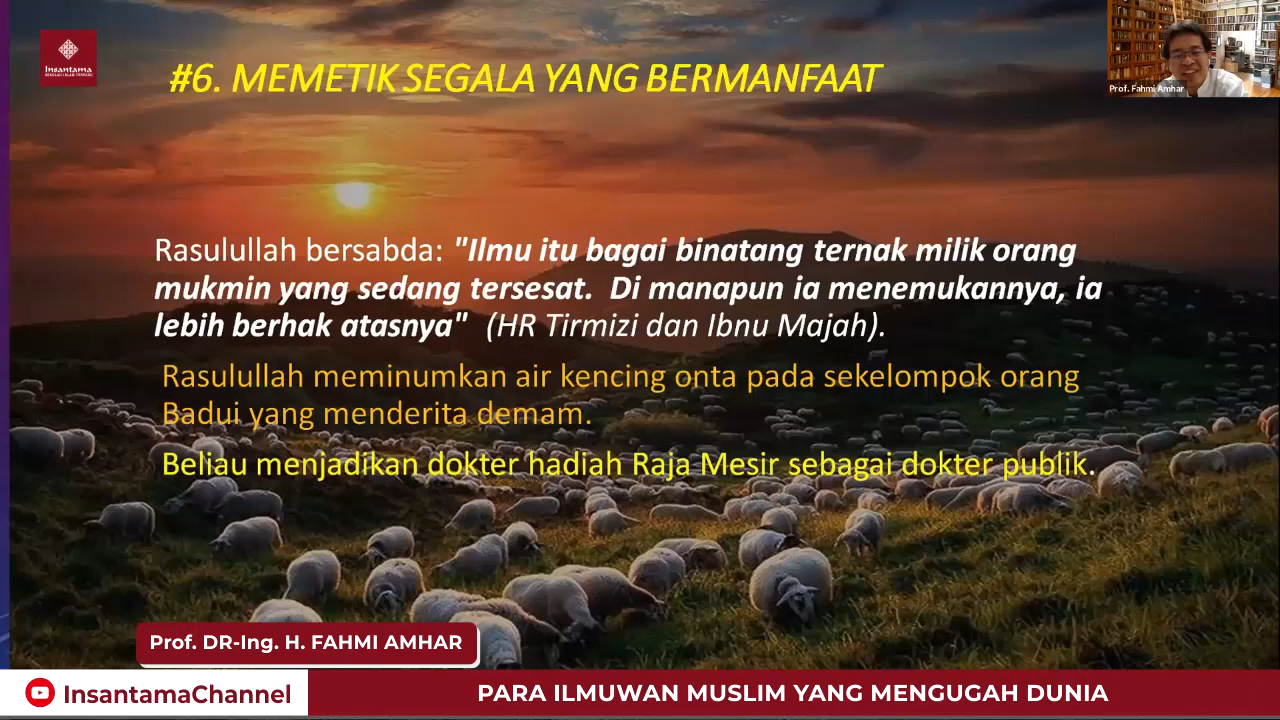 Insantama
SEKOLAH ISLAM TERPADU
#6. MEMETIK SEGALA YANG BERMANFAAT
Prof. Fahmi Amhar
Rasulullah bersabda: "Ilmu itu bagai binatang ternak milik orang
mukmin yang sedang tersesat. Di manapun ia menemukannya, ia
lebih berhak atasnya" (HR Tirmizi dan Ibnu Majah).
Rasulullah meminumkan air kencing onta pada sekelompok orang
Badui yang menderita demam.
Beliau menjadikan dokter hadiah Raja Mesir sebagai dokter publik.
Prof. DR-Ing. H. FAHMI AMHAR
InsantamaChannel
PARA ILMUWAN MUSLIM YANG MENGUGAH DUNIA